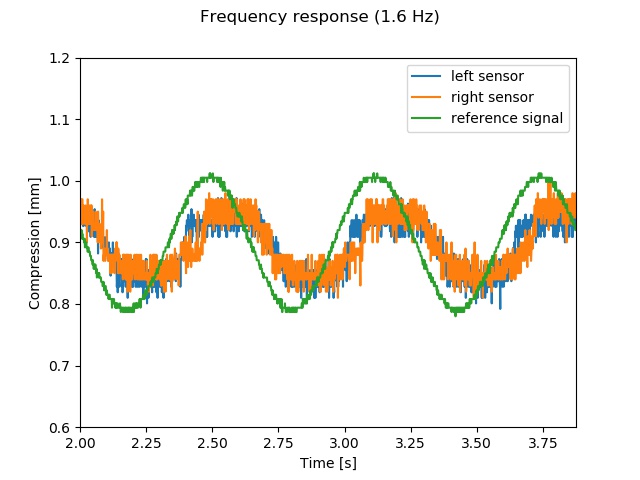 Frequency response (1.6 Hz)
1.2
1.1
1.0
0.9
0.8
0.7
0.6
Compression [mm]
left sensor
right sensor
reference signal
2.00 2.25 2.50 2.75 3.00 3.25 3.50 3.75
Time [s]